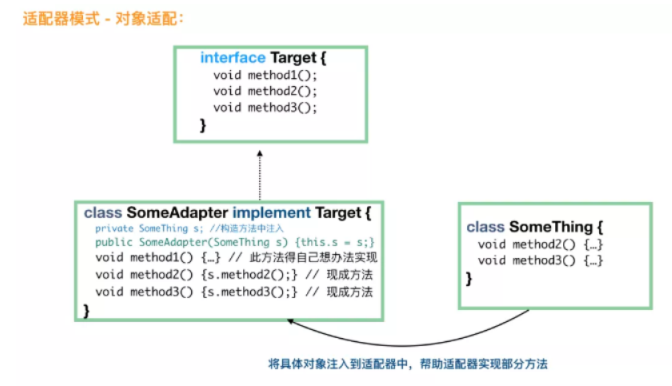 适配器模式 - 对象适配：
interface Target {
void method1();
void method2();
void method3();
}
class SomeAdapter implement Target {
private SomeThing s; //构造方法中注入
public SomeAdapter(SomeThing s) {this.s = s;}
void method1() {…} // 此方法得自己想办法实现
void method2() {s.method2();} // 现成方法
void method3() {s.method3();} // 现成方法
}
class SomeThing {
void method2() {…}
void method3() {…}
}
将具体对象注入到适配器中，帮助适配器实现部分方法